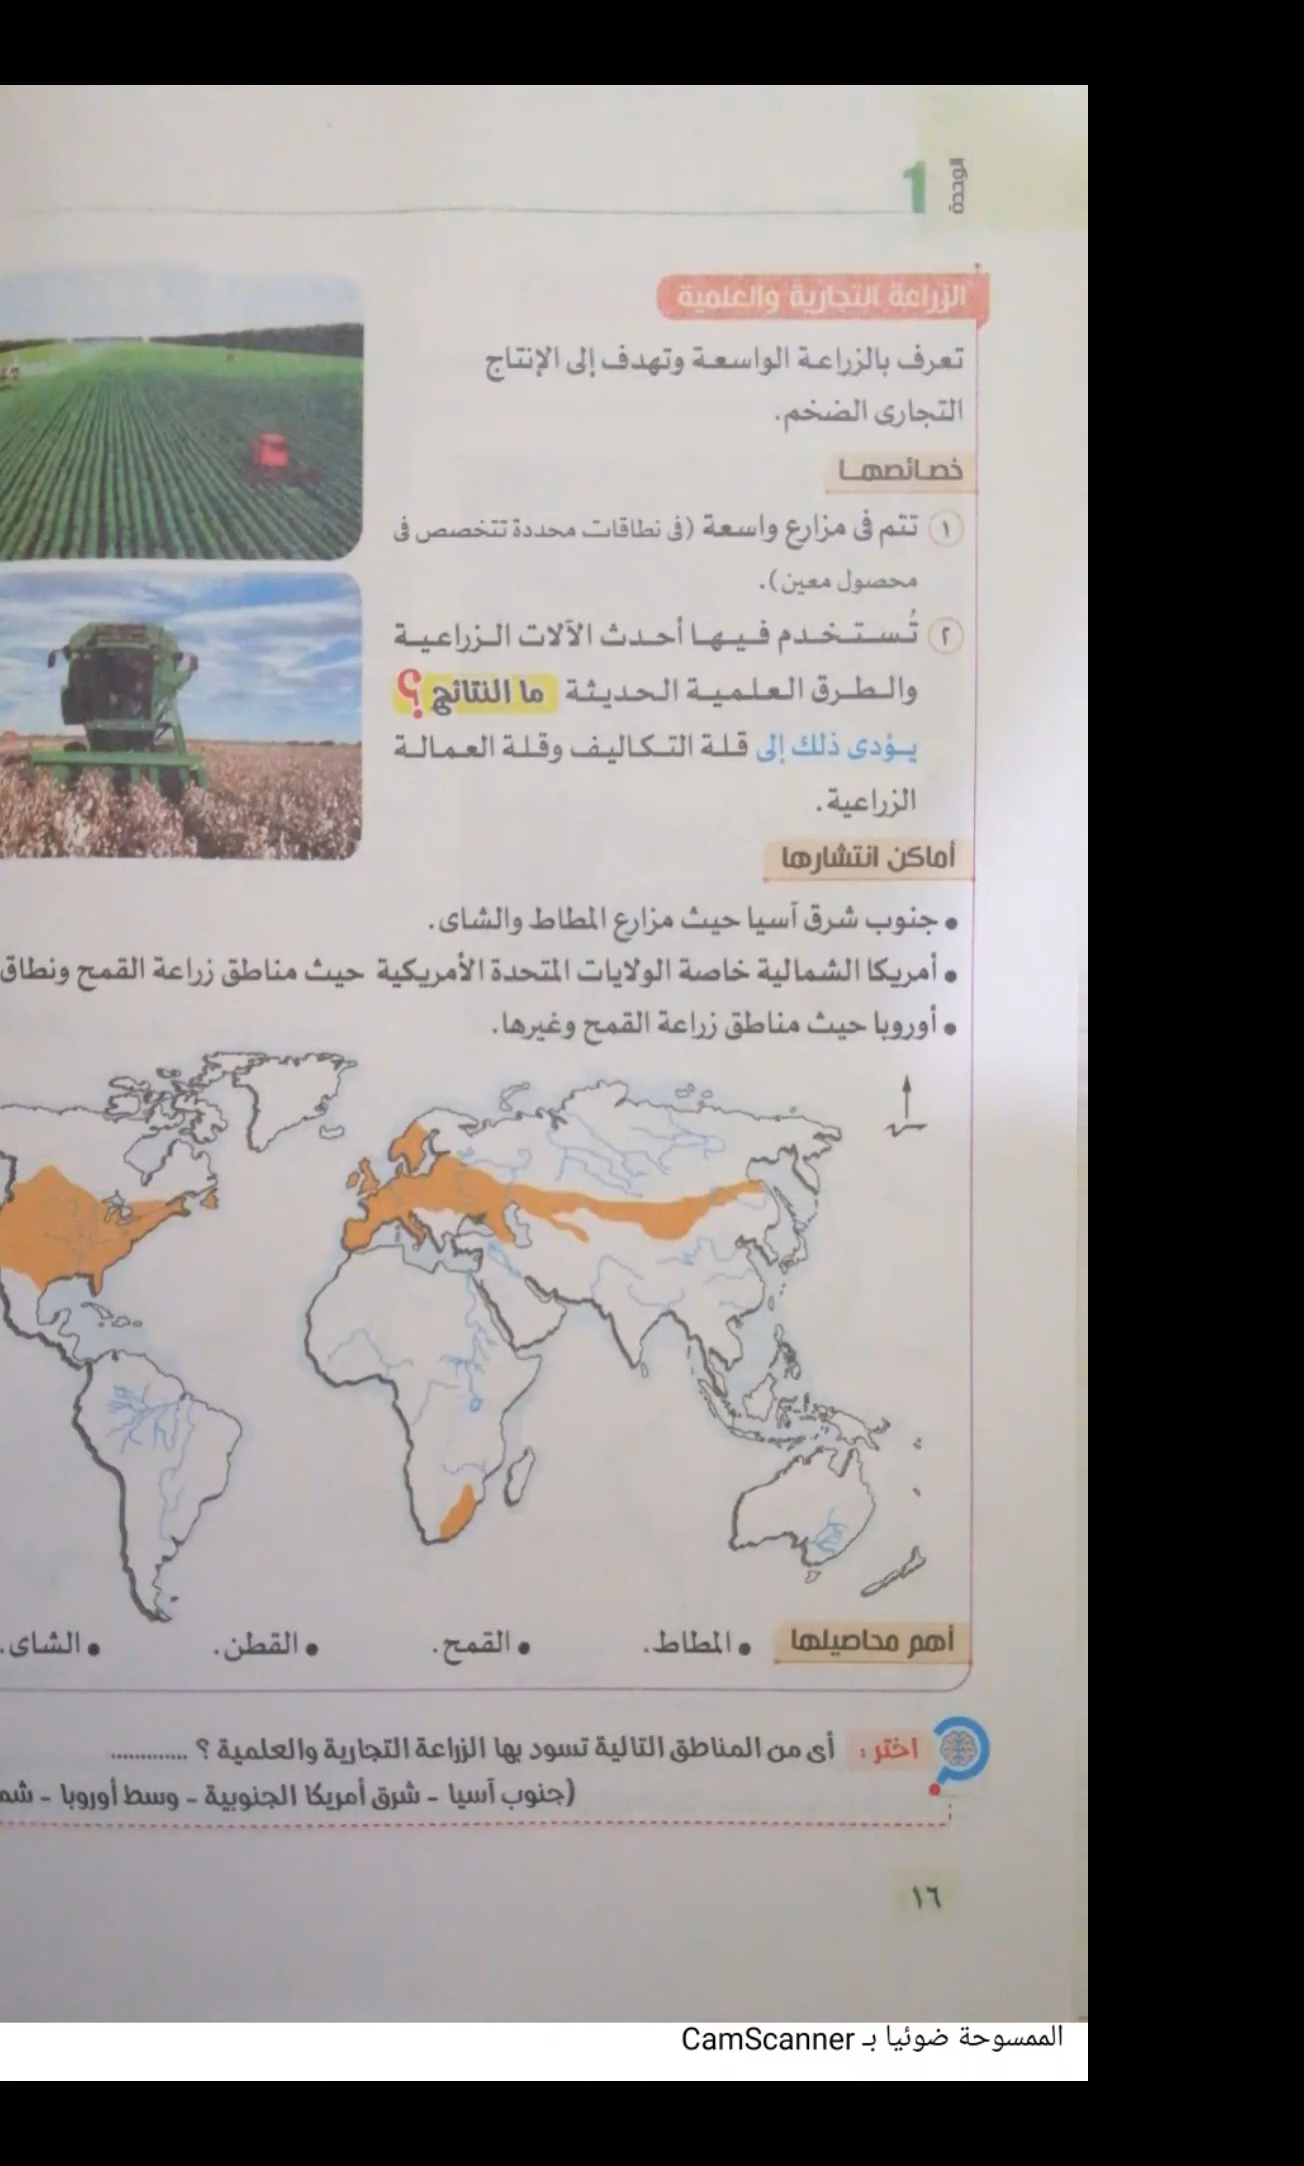 الوحدة
1
الزراعة التجارية والعلمية
تعرف بالزراعة الواسعة وتهدف إلى الإنتاج
التجارى الضخم.
خصائصها
١ تتم فى مزارع واسعة (فى نطاقات محددة تتخصص فى
محصول معين).
٢ تُستخدم فيها أحدث الآلات الزراعية
والطرق العلمية الحديثة ما النتائج ؟
يؤدى ذلك إلى قلة التكاليف وقلة العمالة
الزراعية.
أماكن انتشارها
• جنوب شرق آسيا حيث مزارع المطاط والشاى.
• أمريكا الشمالية خاصة الولايات المتحدة الأمريكية حيث مناطق زراعة القمح ونطاق
• أوروبا حيث مناطق زراعة القمح وغيرها.
أهم محاصيلها • المطاط. • القمح. • القطن. • الشاى.
اختر : أى من المناطق التالية تسود بها الزراعة التجارية والعلمية ؟ .............
(جنوب آسيا - شرق أمريكا الجنوبية - وسط أوروبا -
١٦
الممسوحة ضوئيا بـ CamScanner